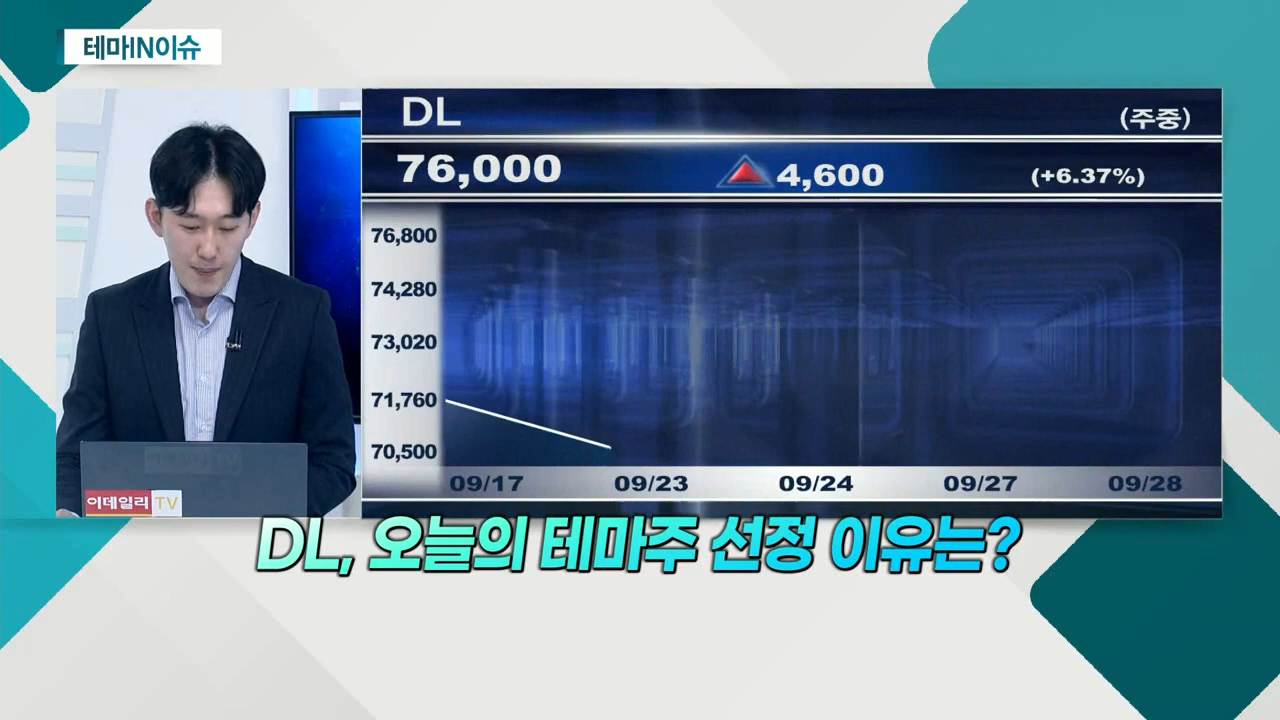 테마IN이슈
DL
(주중)
76,000 ▲ 4,600 (+6.37%)
76,800
74,280
73,020
71,760
70,500
09/17 09/23 09/24 09/27 09/28
이데일리TV
DL, 오늘의 테마주 선정 이유는?